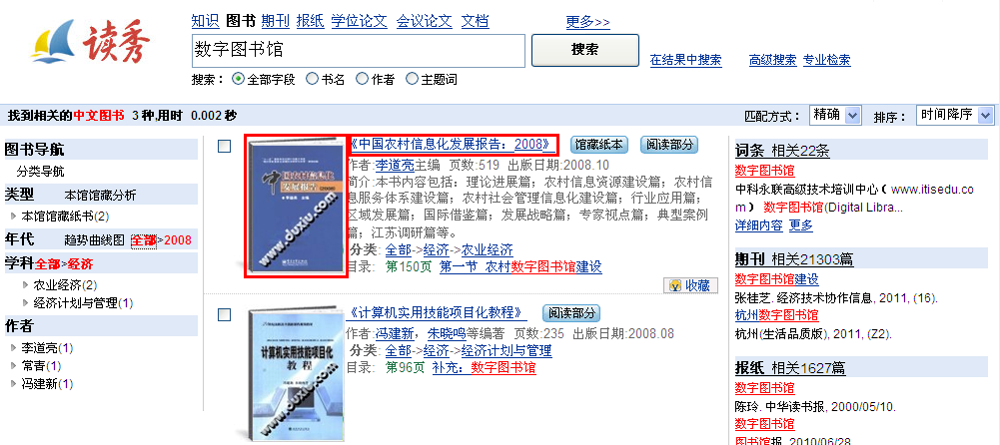 读秀
知识 图书 期刊 报纸 学位论文 会议论文 文档 更多>>
数字图书馆
搜索
在结果中搜索 高级搜索 专业检索
搜索： 全部字段 书名 作者 主题词
找到相关的中文图书 3 种,用时 0.002 秒
匹配方式： 精确 排序： 时间降序
图书导航
分类导航
类型 本馆馆藏分析
本馆馆藏纸书(2)
年代 趋势曲线图 全部>2008
学科全部>经济
农业经济(2)
经济计划与管理(1)
作者
李道亮(1)
常青(1)
冯建新(1)
中国农村信息化
发展报告
www.duxiu.com
《中国农村信息化发展报告：2008》 馆藏纸本 阅读部分
作者:李道亮主编 页数:519 出版日期:2008.10
简介:本书内容包括：理论进展篇；农村信息资源建设篇；农村信
息服务体系建设篇；农村社会管理信息化建设篇；行业应用篇；
区域发展篇；国际借鉴篇；发展战略篇；专家视点篇；典型案例
篇；江苏调研篇等。
分类: 全部->经济->农业经济
目录: 第150页 第一节 农村数字图书馆建设
收藏
计算机实用技能项目化
教程
www.duxiu.com
《计算机实用技能项目化教程》 阅读部分
作者:冯建新，朱晓鸣等编著 页数:235 出版日期:2008.08
分类: 全部->经济->经济计划与管理
目录: 第96页 补充：数字图书馆
词条 相关22条
数字图书馆
中科永联高级技术培训中心（www.itisedu.co
m） 数字图书馆(Digital Libra...
详细内容 更多
期刊 相关21303篇
数字图书馆建设
张桂芝. 经济技术协作信息, 2011, (16).
杭州数字图书馆
杭州(生活品质版), 2011, (Z2).
报纸 相关1627篇
数字图书馆
陈玲. 中华读书报, 2000/05/10.
数字图书馆
图书馆报, 2010/06/28